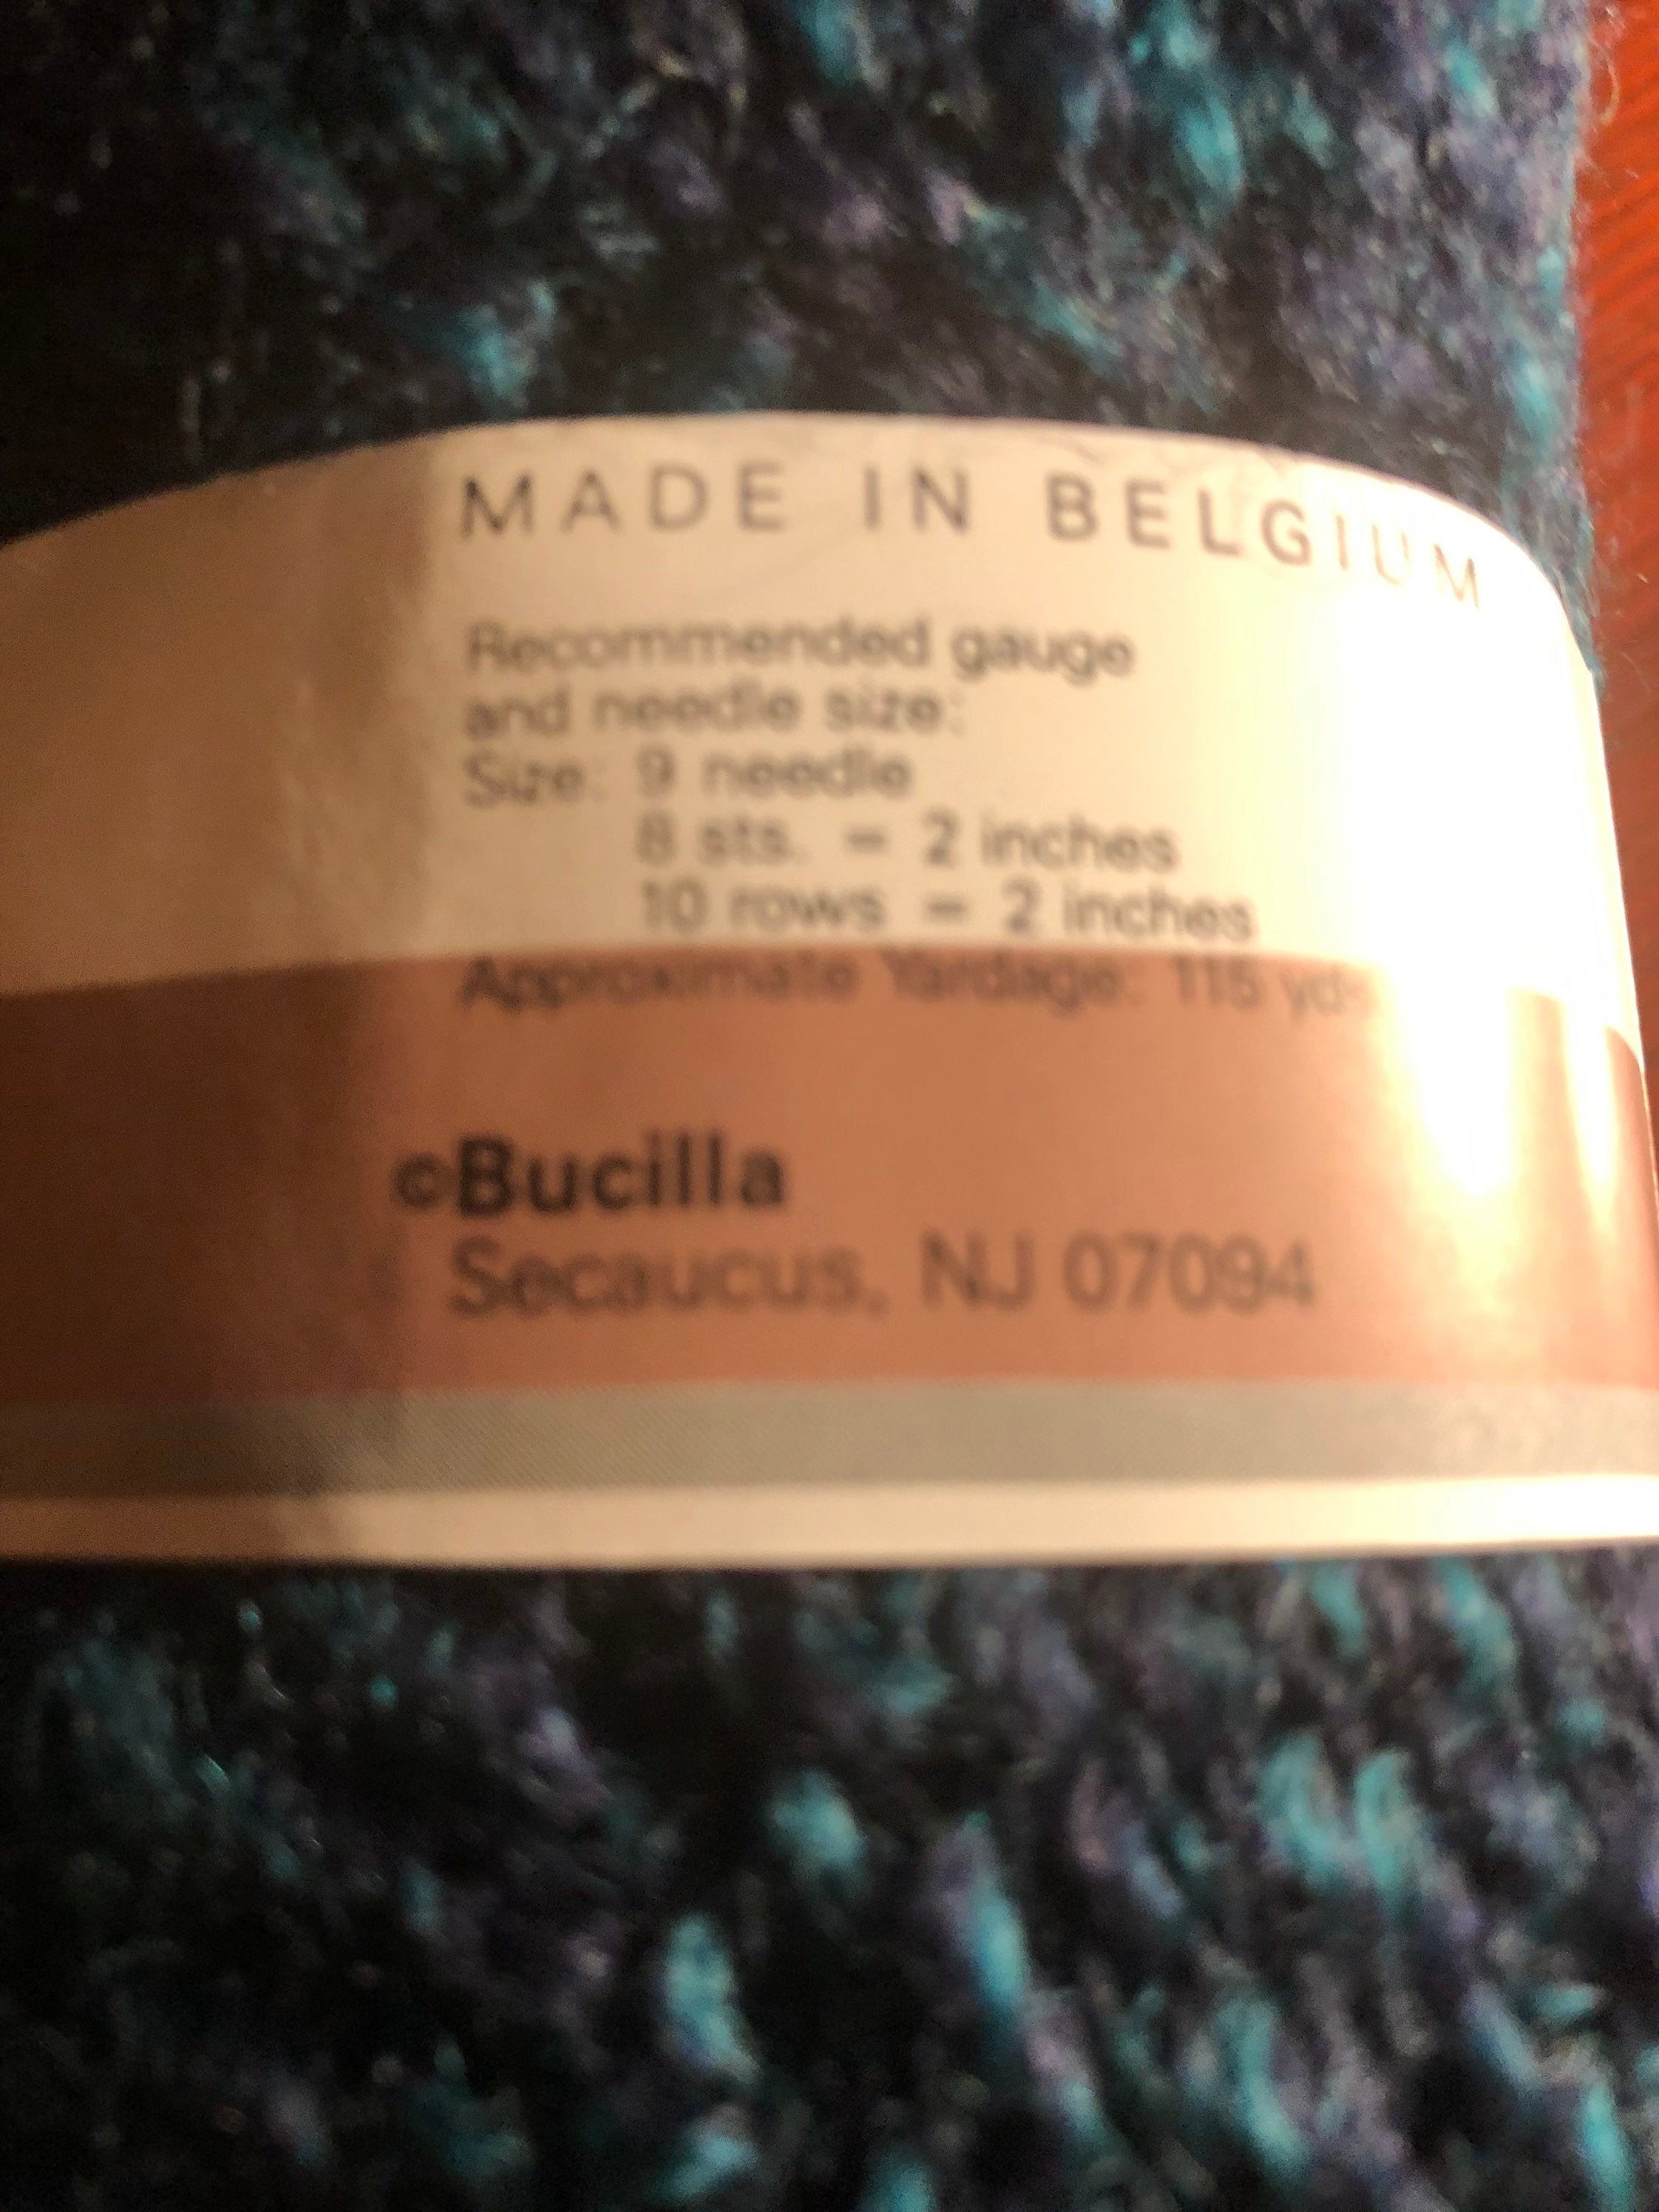 MADE IN BELGIUM
Recommended gauge
and needle size:
Size: 9 needle
8 sts. = 2 inches
10 rows = 2 inches
Approximate Yardage: 115 yds.
©Bucilla
Secaucus, NJ 07094